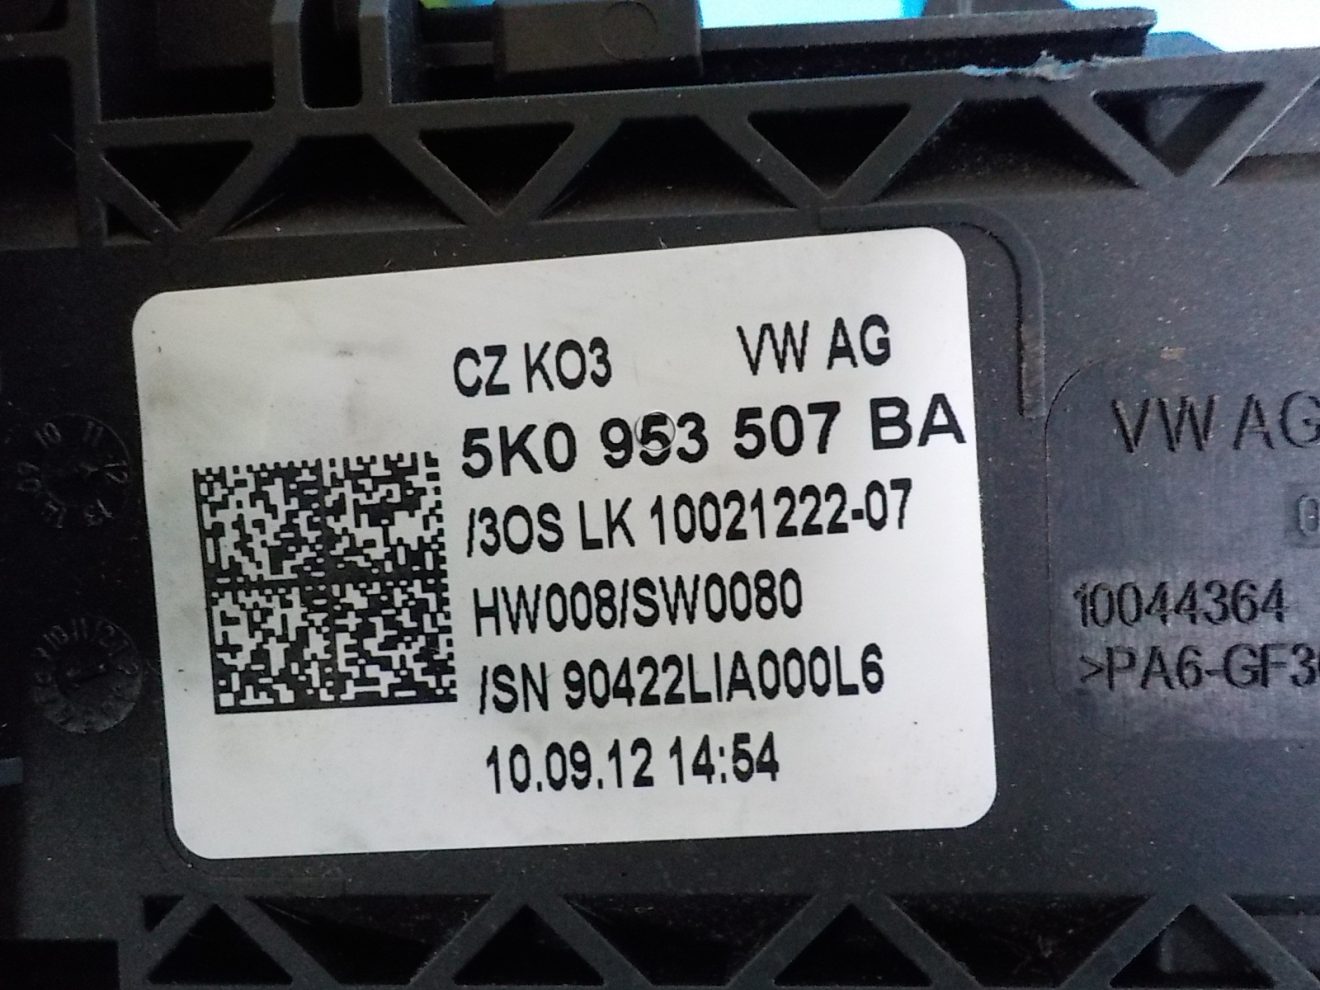 CZ KO3 VW AG
5K0 953 507 BA
/3OS LK 10021222-07
HW008/SW0080
/SN 90422LIA000L6
10.09.12 14:54
VW AG
10044364
>PA6-GF30